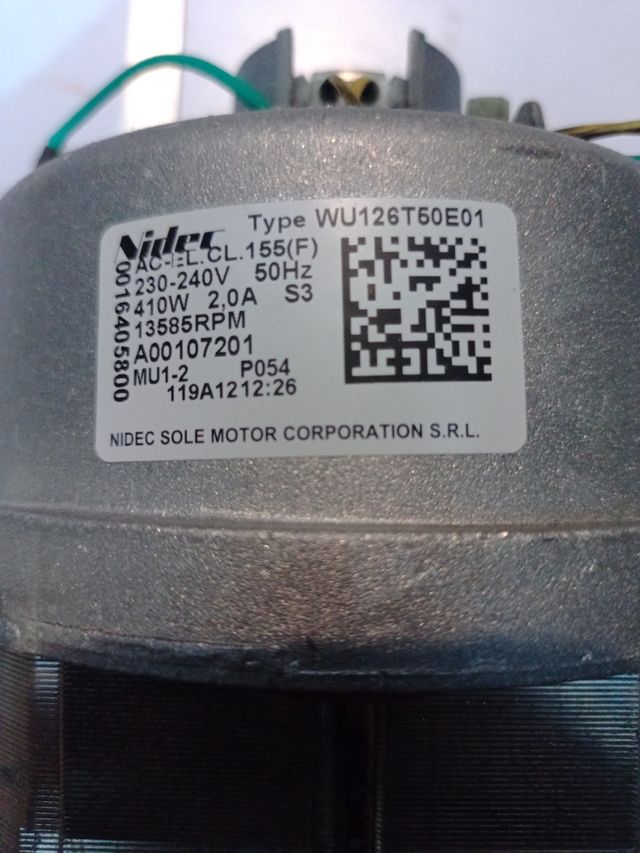 Nidec Type WU126T50E01
AC-IEL.CL.155(F)
230-240V 50Hz
410W 2,0A S3
13585RPM
A00107201
MU1-2 P054
119A1212:26
0016405800
NIDEC SOLE MOTOR CORPORATION S.R.L.